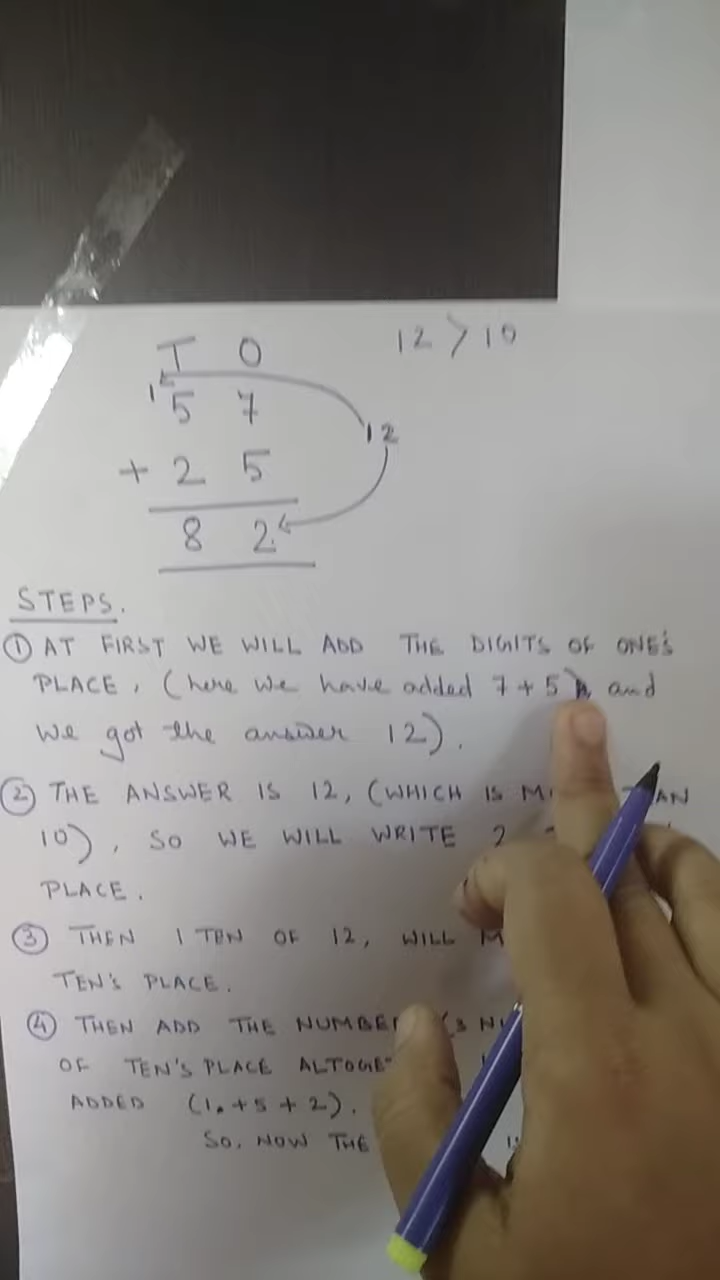 T O 12 > 10
1 5 7
12
+ 2 5
8 2
STEPS.
① AT FIRST WE WILL ADD THE DIGITS OF ONE'S
PLACE, (here we have added 7+5), and
we got the answer 12).
② THE ANSWER IS 12, (WHICH IS
10), SO WE WILL WRITE 2
PLACE.
③ THEN 1 TEN OF 12, WILL
TEN'S PLACE.
④ THEN ADD THE (3
OF TEN'S PLACE
ADDED (1+5+2).
SO, NOW THE